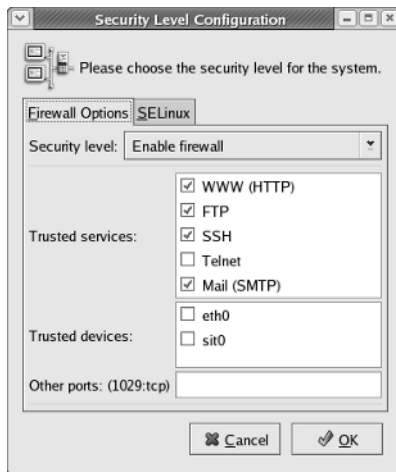 Security Level Configuration
Please choose the security level for the system.
Firewall Options SELinux
Security level: Enable firewall
Trusted services:
WWW (HTTP)
FTP
SSH
Telnet
Mail (SMTP)
Trusted devices:
eth0
sit0
Other ports: (1029:tcp)
Cancel OK